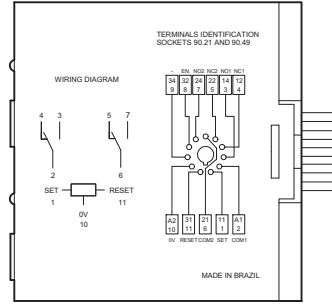 TERMINALS IDENTIFICATION
SOCKETS 90.21 AND 90.49
WIRING DIAGRAM
- EN. NO2 NC2 NO1 NC1
34 32 24 22 14 12
9 8 7 5 3 4
4 3 5 7
2 6
SET RESET
1 11
0V
10
A2 31 21 11 A1
10 11 6 1 2
0V RESET COM2 SET COM1
MADE IN BRAZIL